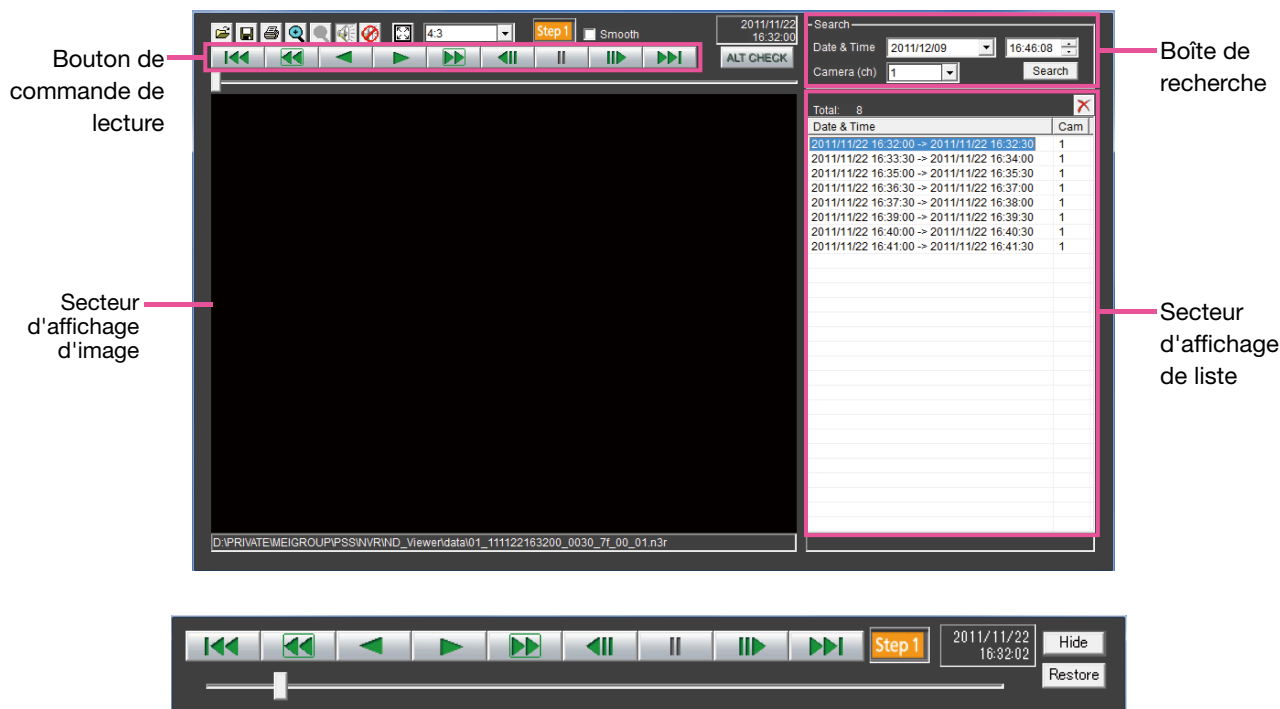 Bouton de
commande de
lecture
4:3
Step 1
Smooth
2011/11/22
16:32:00
ALT CHECK
Search
Date & Time 2011/12/09 16:46:08
Camera (ch) 1 Search
Boîte de
recherche
Total: 8
Date & Time Cam
2011/11/22 16:32:00 -> 2011/11/22 16:32:30 1
2011/11/22 16:33:30 -> 2011/11/22 16:34:00 1
2011/11/22 16:35:00 -> 2011/11/22 16:35:30 1
2011/11/22 16:36:30 -> 2011/11/22 16:37:00 1
2011/11/22 16:37:30 -> 2011/11/22 16:38:00 1
2011/11/22 16:39:00 -> 2011/11/22 16:39:30 1
2011/11/22 16:40:00 -> 2011/11/22 16:40:30 1
2011/11/22 16:41:00 -> 2011/11/22 16:41:30 1
Secteur
d'affichage
d'image
Secteur
d'affichage
de liste
D:\PRIVATE\MEIGROUP\PSS\NVR\ND_Viewer\data\01_111122163200_0030_7f_00_01.n3r
Step 1
2011/11/22
16:32:02
Hide
Restore